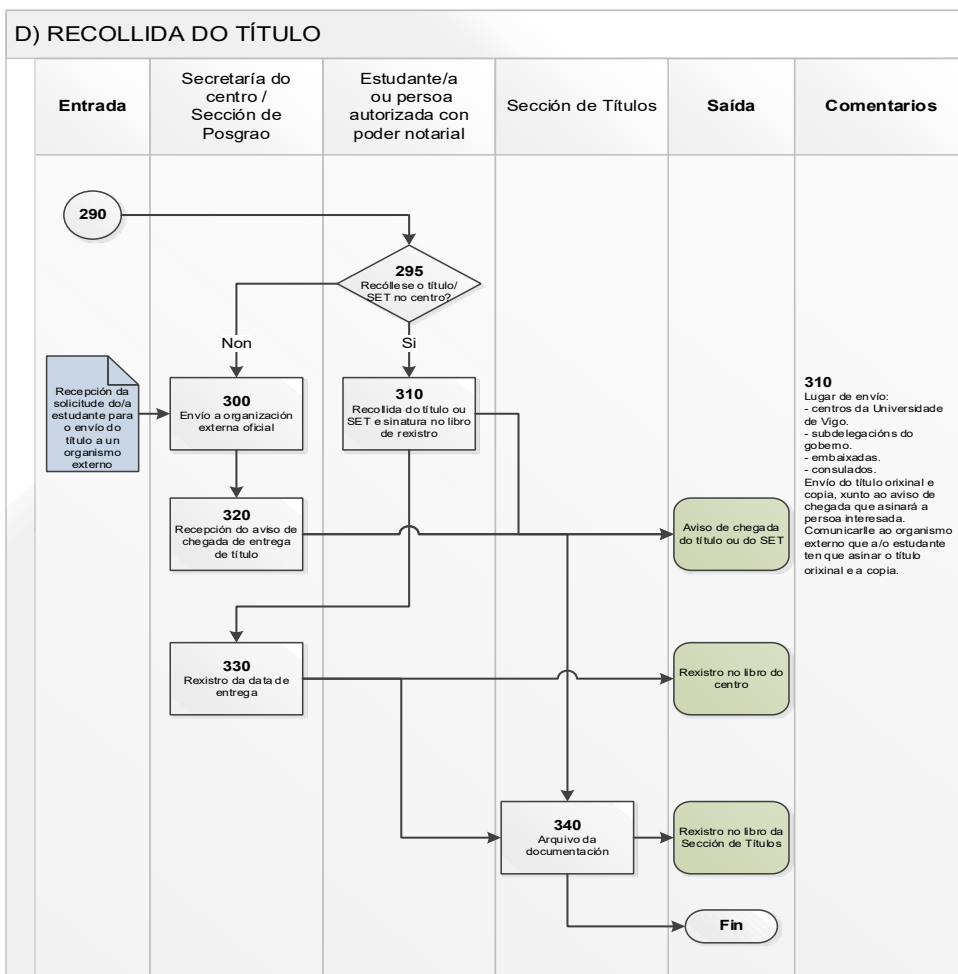 D) RECOLLIDA DO TÍTULO
Entrada
Secretaría do
centro /
Sección de
Posgrao
Estudante/a
ou persoa
autorizada con
poder notarial
Sección de Títulos
Saída
Comentarios
290
295
Recóllese o título/
SET no centro?
Non
Si
Recepción da
solicitude do/a
estudante para
o envío do
título a un
organismo
externo
300
Envío a organización
externa oficial
310
Recollida do título ou
SET e sinatura no libro
de rexistro
310
Lugar de envío:
- centros da Universidade
de Vigo.
- subdelegacións do
goberno.
- embaixadas.
- consulados.
Envío do título orixinal e
copia, xunto ao aviso de
chegada que asinará a
persoa interesada.
Comunicarlle ao organismo
externo que a/o estudante
ten que asinar o título
orixinal e a copia.
320
Recepción do aviso de
chegada de entrega
de título
Aviso de chegada
do título ou do SET
330
Rexistro da data de
entrega
Rexistro no libro do
centro
340
Arquivo da
documentación
Rexistro no libro da
Sección de Títulos
Fin